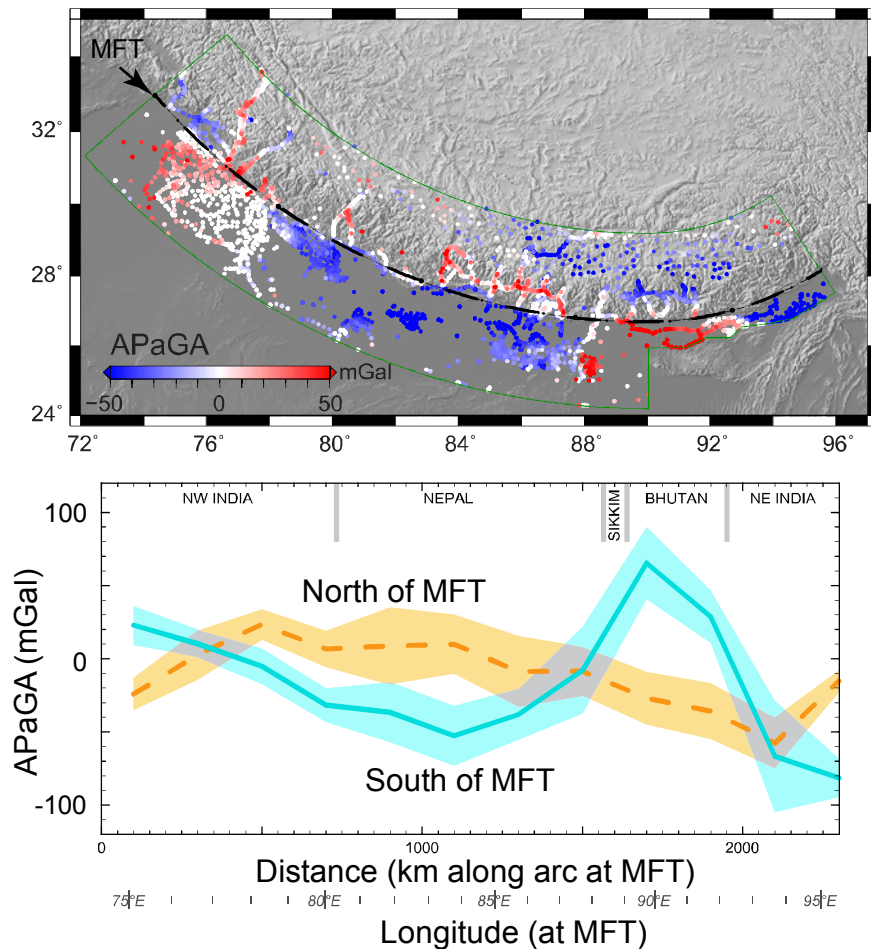 MFT
32°
28°
24°
APaGA
mGal
−50 0 50
72° 76° 80° 84° 88° 92° 96°
NW INDIA NEPAL SIKKIM BHUTAN NE INDIA
100
0
-100
APaGA (mGal)
North of MFT
South of MFT
0 1000 2000
Distance (km along arc at MFT)
75°E 80°E 85°E 90°E 95°E
Longitude (at MFT)